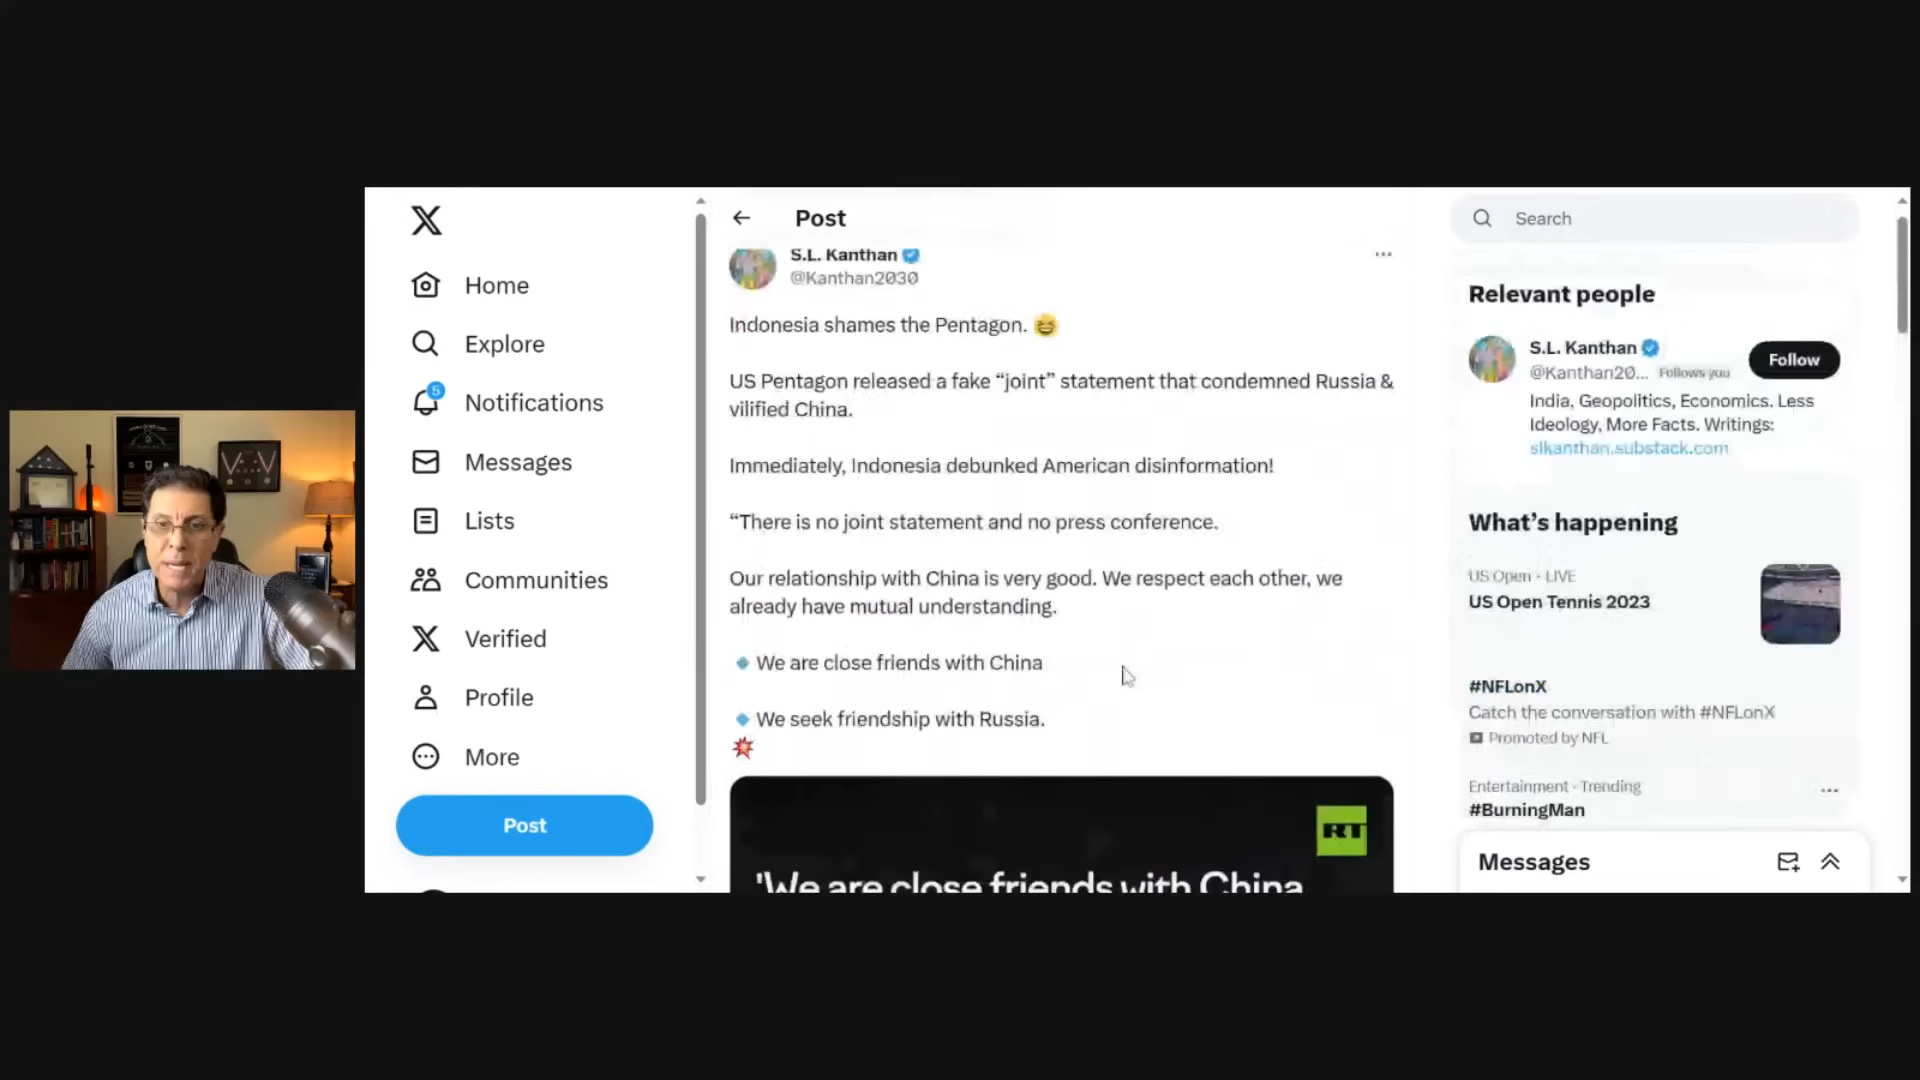 Home
Explore
5
Notifications
Messages
Lists
Communities
Verified
Profile
More
Post
Post
S.L. Kanthan
@Kanthan2030
Indonesia shames the Pentagon. 😆
US Pentagon released a fake “joint” statement that condemned Russia &
vilified China.
Immediately, Indonesia debunked American disinformation!
“There is no joint statement and no press conference.
Our relationship with China is very good. We respect each other, we
already have mutual understanding.
🔹We are close friends with China
🔹We seek friendship with Russia.
💥
RT
'We are close friends with China
Search
Relevant people
S.L. Kanthan
@Kanthan20... Follows you
Follow
India, Geopolitics, Economics. Less
Ideology, More Facts. Writings:
slkanthan.substack.com
What’s happening
US Open · LIVE
US Open Tennis 2023
#NFLonX
Catch the conversation with #NFLonX
Promoted by NFL
Entertainment · Trending
#BurningMan
Messages